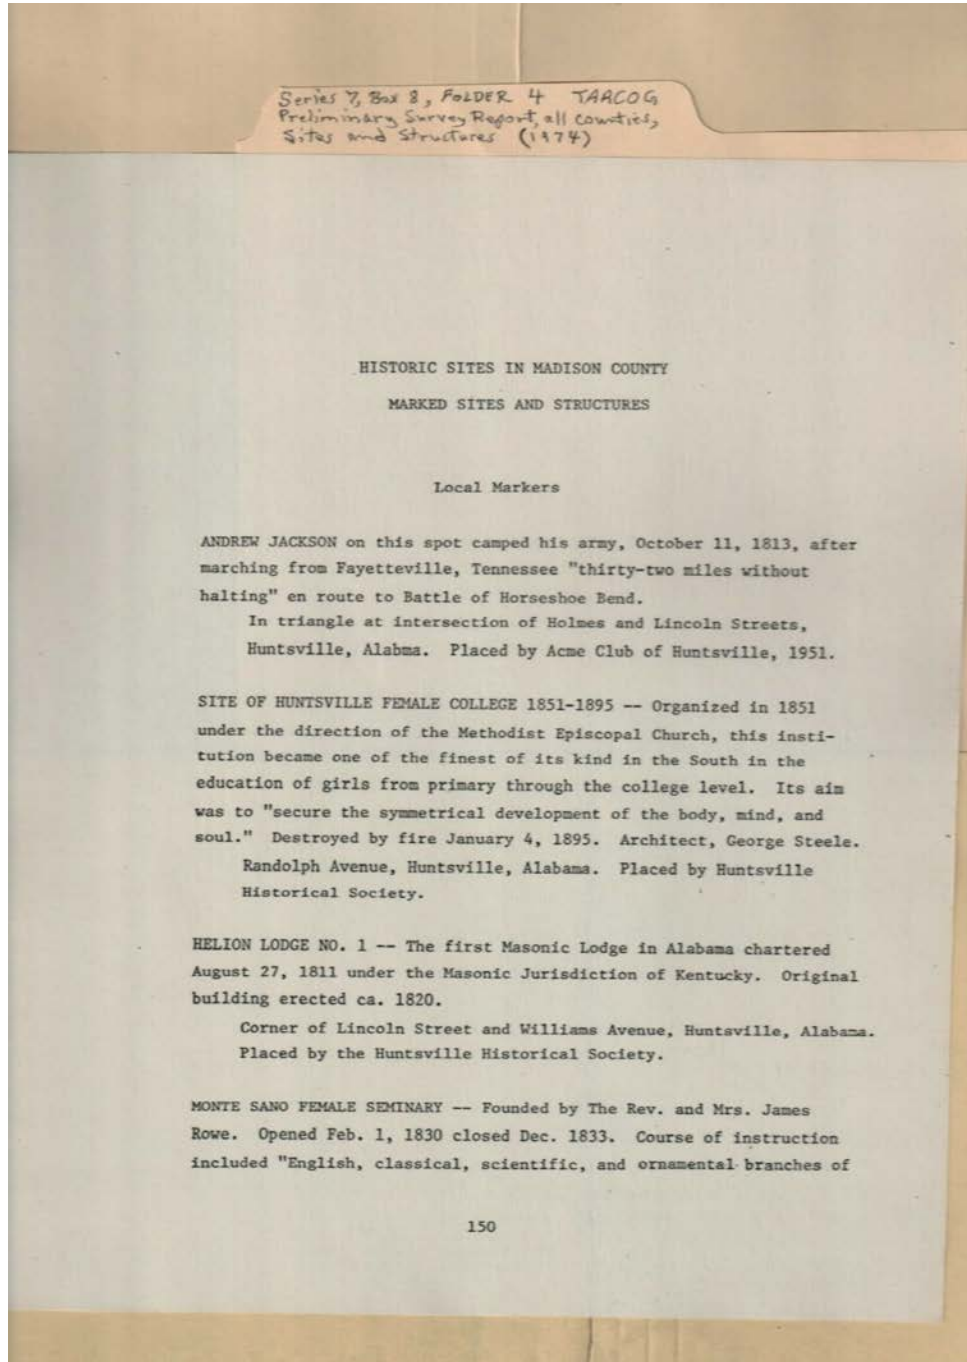 Series 7, Box 8, FOLDER 4 TARCOG
Preliminary Survey Report, all counties,
Sites and Structures (1974)
HISTORIC SITES IN MADISON COUNTY
MARKED SITES AND STRUCTURES
Local Markers
ANDREW JACKSON on this spot camped his army, October 11, 1813, after
marching from Fayetteville, Tennessee "thirty-two miles without
halting" en route to Battle of Horseshoe Bend.
In triangle at intersection of Holmes and Lincoln Streets,
Huntsville, Alabma. Placed by Acme Club of Huntsville, 1951.
SITE OF HUNTSVILLE FEMALE COLLEGE 1851-1895 -- Organized in 1851
under the direction of the Methodist Episcopal Church, this insti-
tution became one of the finest of its kind in the South in the
education of girls from primary through the college level. Its aim
was to "secure the symmetrical development of the body, mind, and
soul." Destroyed by fire January 4, 1895. Architect, George Steele.
Randolph Avenue, Huntsville, Alabama. Placed by Huntsville
Historical Society.
HELION LODGE NO. 1 -- The first Masonic Lodge in Alabama chartered
August 27, 1811 under the Masonic Jurisdiction of Kentucky. Original
building erected ca. 1820.
Corner of Lincoln Street and Williams Avenue, Huntsville, Alabama.
Placed by the Huntsville Historical Society.
MONTE SANO FEMALE SEMINARY -- Founded by The Rev. and Mrs. James
Rowe. Opened Feb. 1, 1830 closed Dec. 1833. Course of instruction
included "English, classical, scientific, and ornamental branches of
150